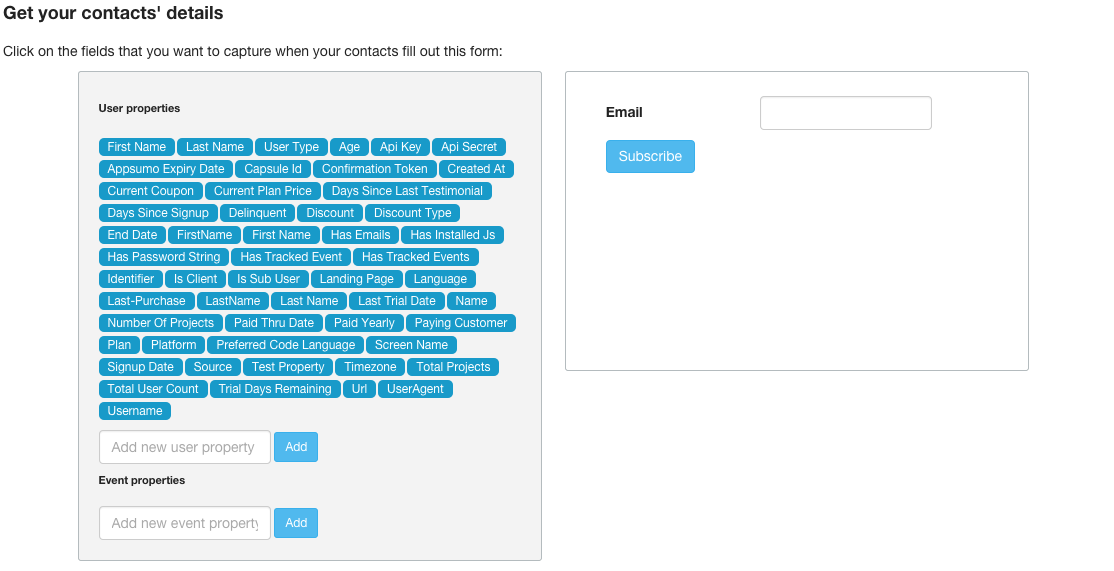 Get your contacts' details
Click on the fields that you want to capture when your contacts fill out this form:
User properties
First Name Last Name User Type Age Api Key Api Secret
Appsumo Expiry Date Capsule Id Confirmation Token Created At
Current Coupon Current Plan Price Days Since Last Testimonial
Days Since Signup Delinquent Discount Discount Type
End Date FirstName First Name Has Emails Has Installed Js
Has Password String Has Tracked Event Has Tracked Events
Identifier Is Client Is Sub User Landing Page Language
Last-Purchase LastName Last Name Last Trial Date Name
Number Of Projects Paid Thru Date Paid Yearly Paying Customer
Plan Platform Preferred Code Language Screen Name
Signup Date Source Test Property Timezone Total Projects
Total User Count Trial Days Remaining Url UserAgent
Username
Add new user property Add
Event properties
Add new event property Add
Email
Subscribe